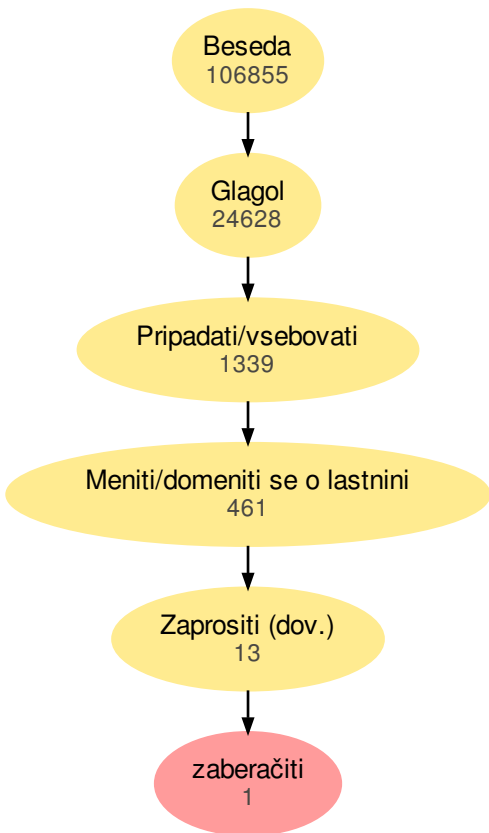 Beseda
106855
Glagol
24628
Pripadati/vsebovati
1339
Meniti/domeniti se o lastnini
461
Zaprositi (dov.)
13
zaberačiti
1